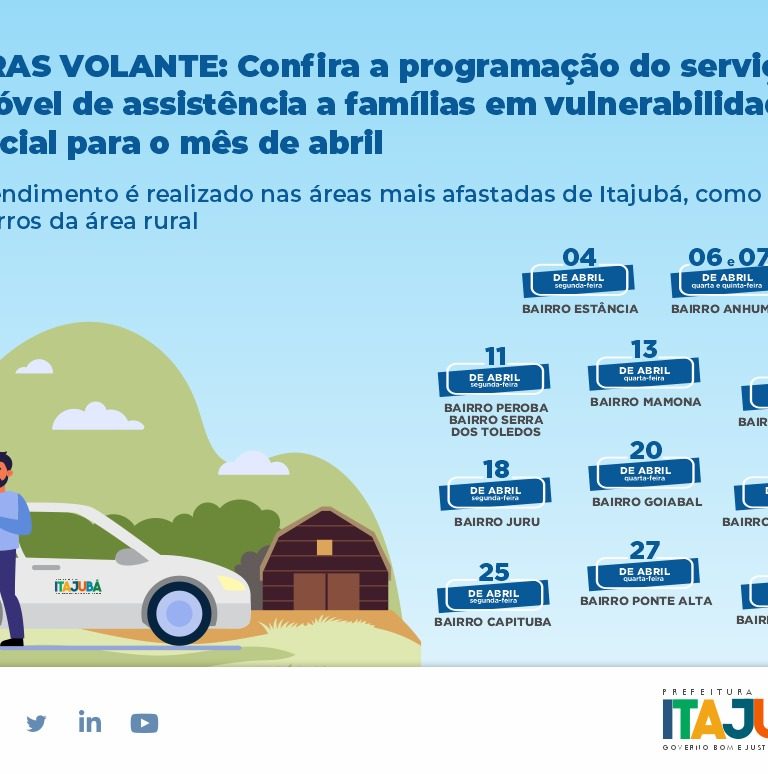 RAS VOLANTE: Confira a programação do serviç
óvel de assistência a famílias em vulnerabilidad
cial para o mês de abril
endimento é realizado nas áreas mais afastadas de Itajubá, como
rros da área rural
04
DE ABRIL
segunda-feira
BAIRRO ESTÂNCIA
06 e 07
DE ABRIL
quarta e quinta-feira
BAIRRO ANHUM
11
DE ABRIL
segunda-feira
BAIRRO PEROBA
BAIRRO SERRA
DOS TOLEDOS
13
DE ABRIL
quarta-feira
BAIRRO MAMONA
BAIR
18
DE ABRIL
segunda-feira
BAIRRO JURU
20
DE ABRIL
quarta-feira
BAIRRO GOIABAL
BAIRRO
25
DE ABRIL
segunda-feira
BAIRRO CAPITUBA
27
DE ABRIL
quarta-feira
BAIRRO PONTE ALTA
BAIRR
ITAJUBÁ
in
PREFEITURA
ITAJU
GOVERNO BOM E JUST